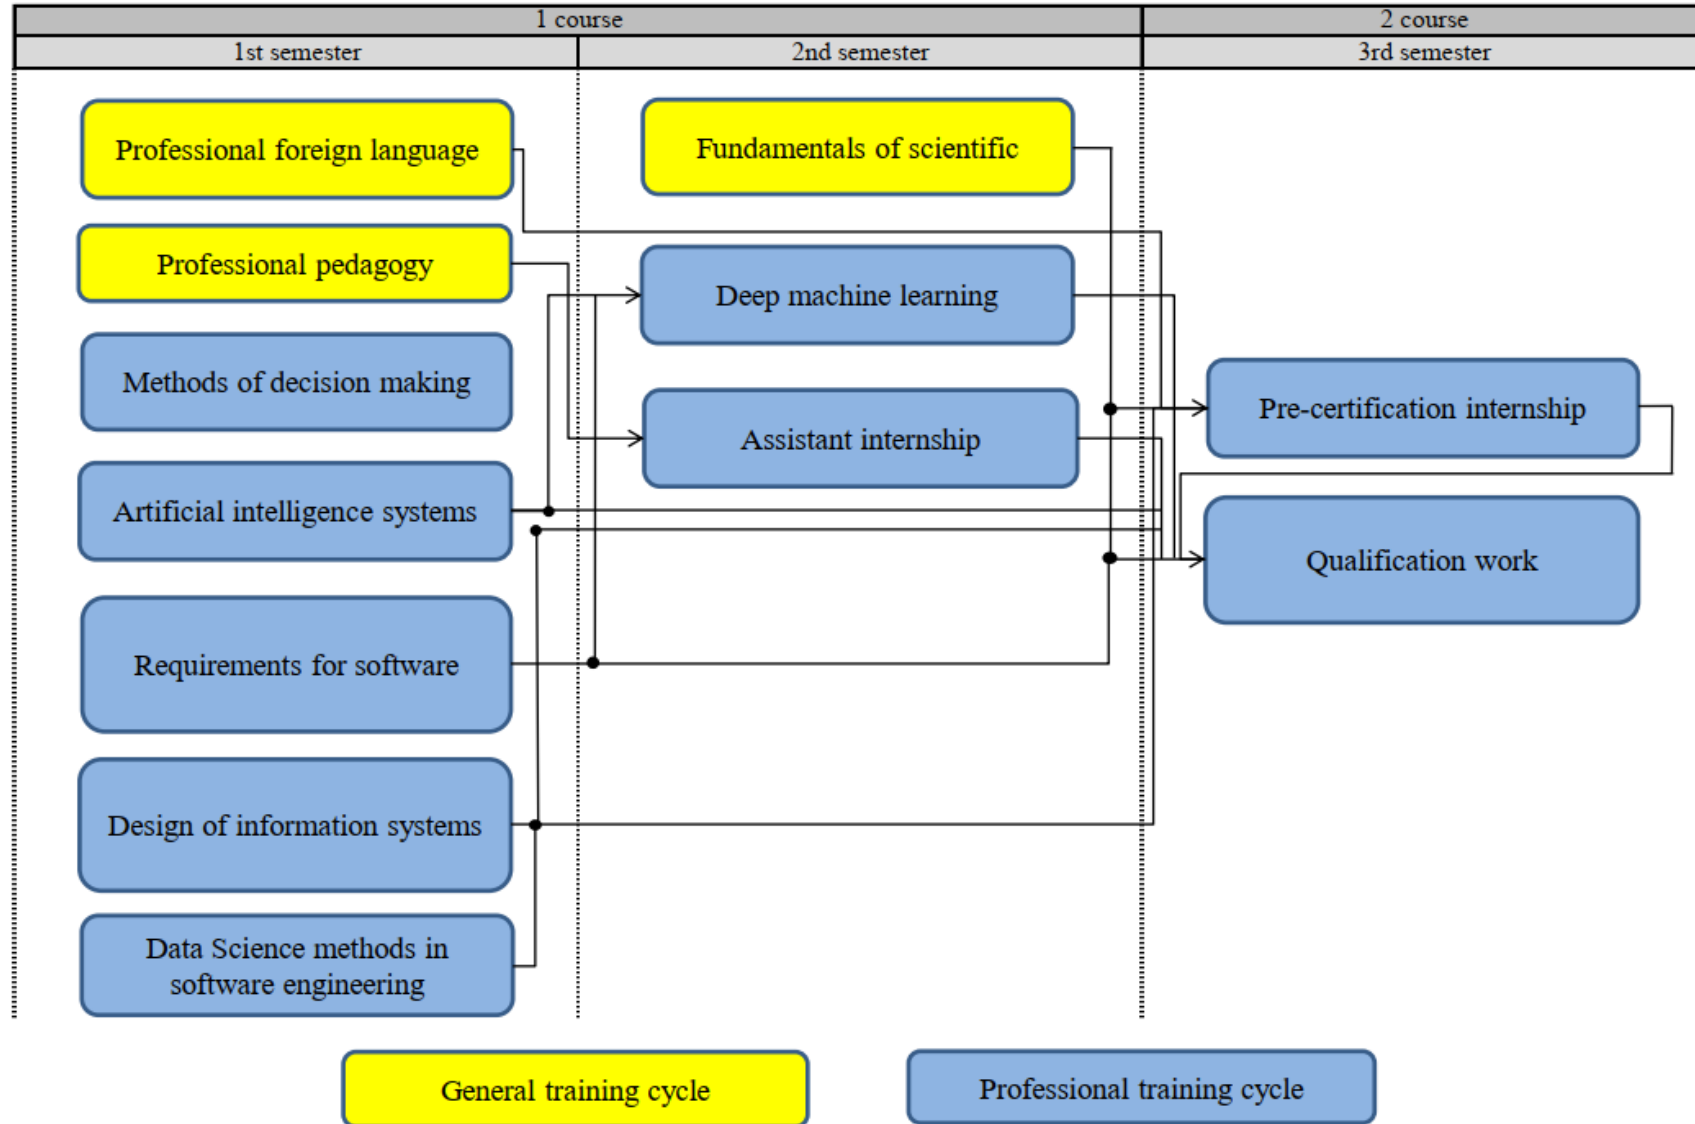 1 course
2 course
1st semester
2nd semester
3rd semester
Professional foreign language
Fundamentals of scientific
Professional pedagogy
Deep machine learning
Methods of decision making
Pre-certification internship
Assistant internship
Artificial intelligence systems
Qualification work
Requirements for software
Design of information systems
Data Science methods in
software engineering
General training cycle
Professional training cycle